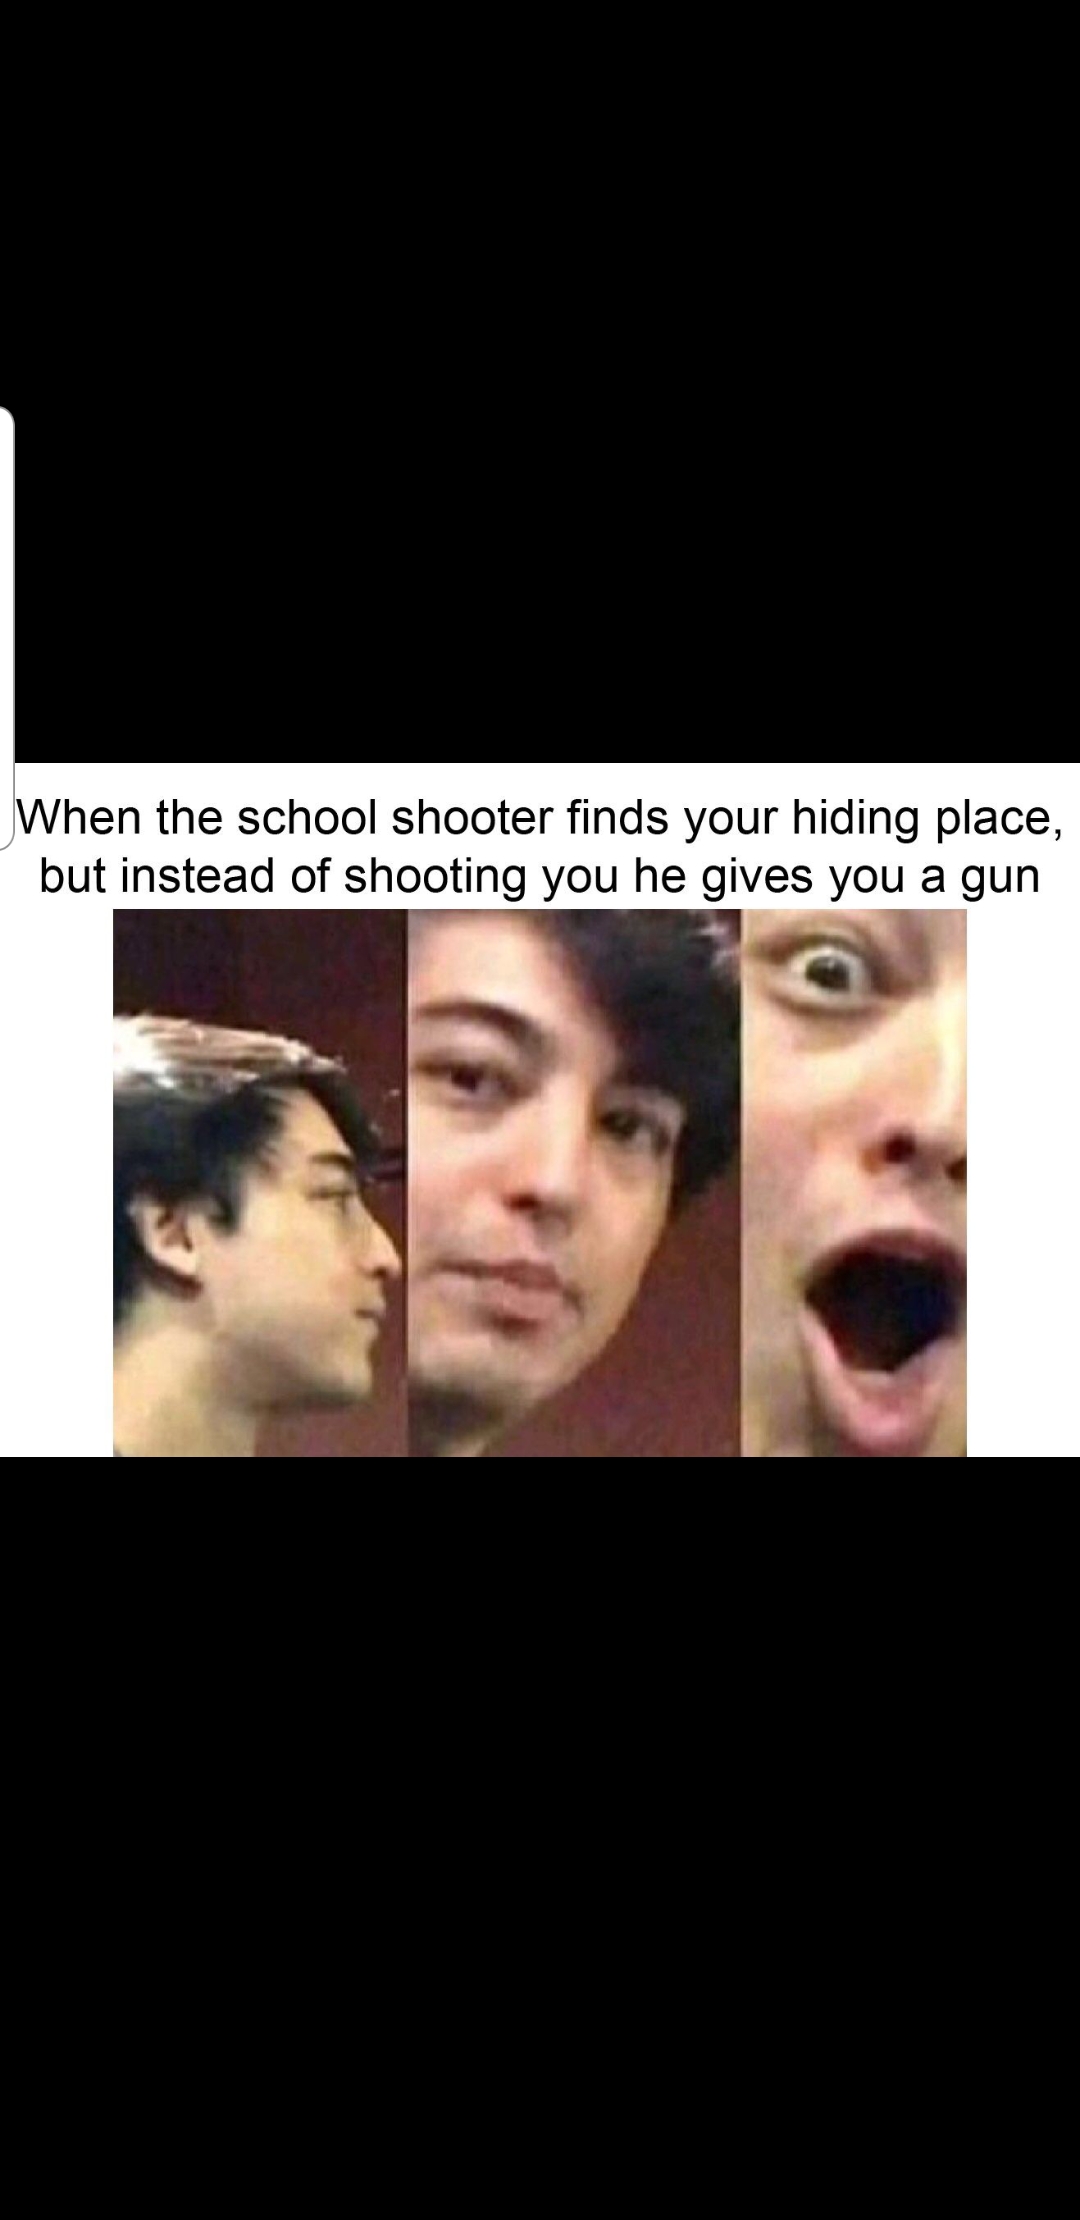 When the school shooter finds your hiding place,
but instead of shooting you he gives you a gun